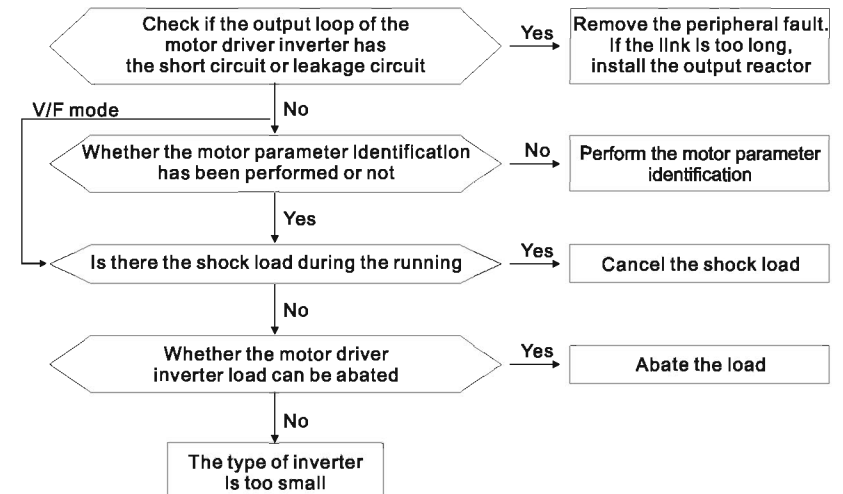 Check if the output loop of the
motor driver inverter has
the short circuit or leakage circuit
Yes
Remove the peripheral fault.
If the link is too long,
install the output reactor
No
V/F mode
Whether the motor parameter identification
has been performed or not
No
Perform the motor parameter
identification
Yes
Is there the shock load during the running
Yes
Cancel the shock load
No
Whether the motor driver
inverter load can be abated
Yes
Abate the load
No
The type of inverter
Is too small